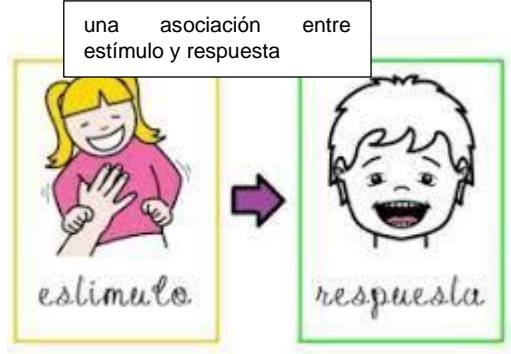 una asociación entre
estímulo y respuesta
estimulo
respuesta